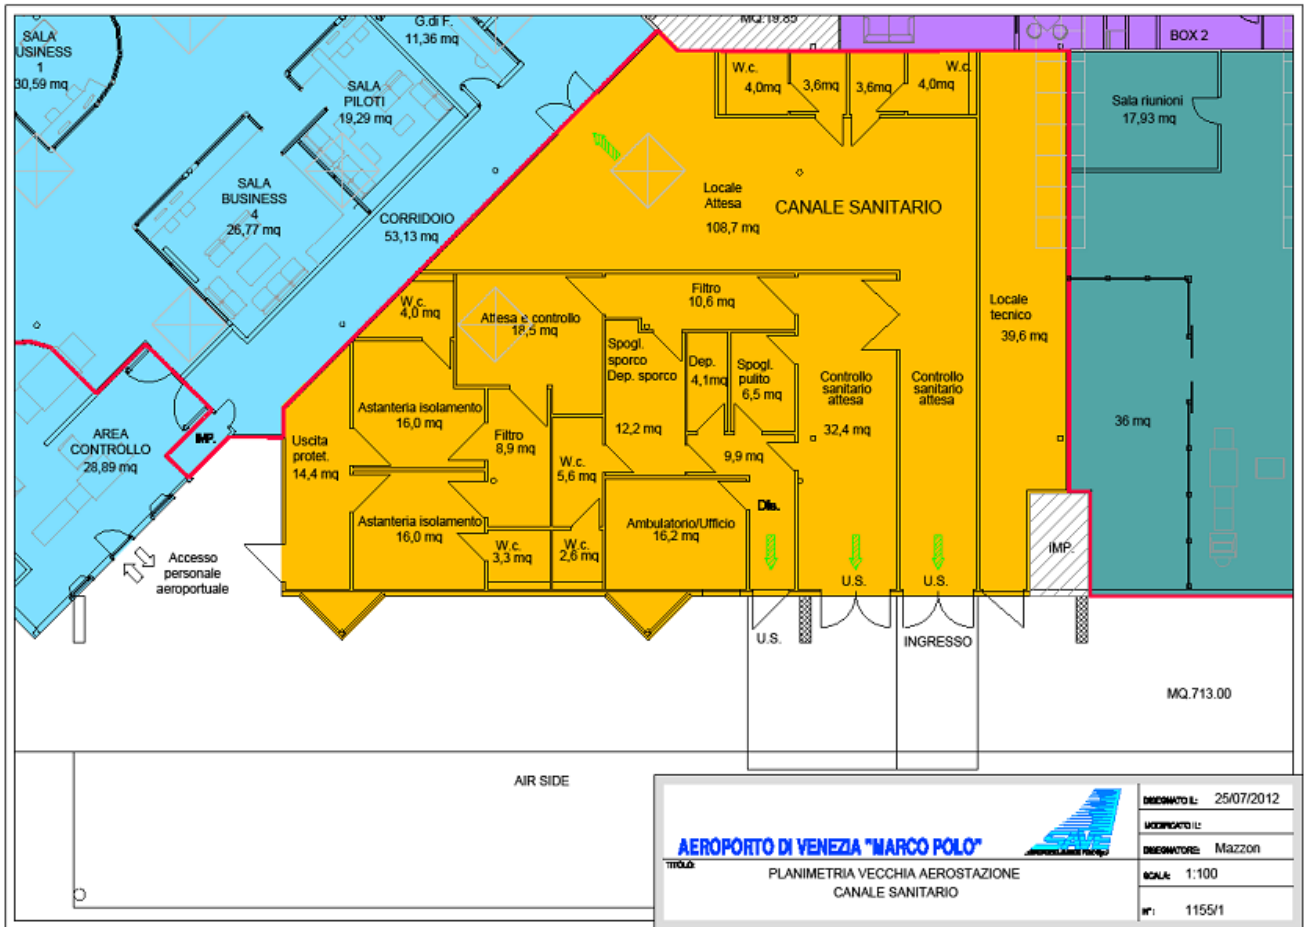 MQ.19.85
G.di F.
11,36 mq
SALA
USINESS
1
30,59 mq
BOX 2
SALA
PILOTI
19,29 mq
W.c.
4,0mq
3,6mq
3,6mq
W.c.
4,0mq
Sala riunioni
17,93 mq
SALA
BUSINESS
4
26,77 mq
CORRIDOIO
53,13 mq
Locale
Attesa
108,7 mq
CANALE SANITARIO
W.c.
4,0 mq
Attesa e controllo
18,5 mq
Filtro
10,6 mq
Locale
tecnico
39,6 mq
Spogl.
sporco
Dep. sporco
12,2 mq
Dep.
4,1mq
Spogl.
pulito
6,5 mq
Controllo
sanitario
attesa
32,4 mq
Controllo
sanitario
attesa
36 mq
Astanteria isolamento
16,0 mq
Filtro
8,9 mq
AREA
CONTROLLO
28,89 mq
IMP.
Uscita
protet.
14,4 mq
W.c.
5,6 mq
9,9 mq
Dis.
Astanteria isolamento
16,0 mq
Ambulatorio/Ufficio
16,2 mq
W.c.
3,3 mq
W.c.
2,6 mq
IMP.
Accesso
personale
aeroportuale
U.S.
U.S.
U.S.
INGRESSO
MQ.713.00
AIR SIDE
AEROPORTO DI VENEZIA "MARCO POLO"
SAVE
TITOLO:
PLANIMETRIA VECCHIA AEROSTAZIONE
CANALE SANITARIO
DISEGNATO IL: 25/07/2012
MODIFICATO IL:
DISEGNATORE: Mazzon
SCALA: 1:100
N°: 1155/1